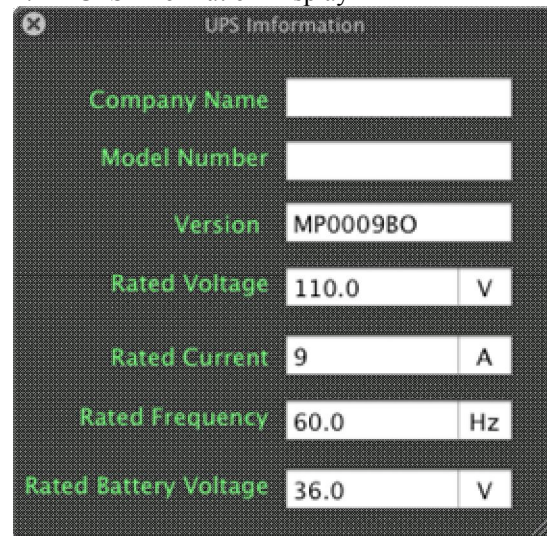 UPS Imformation
Company Name
Model Number
Version MP0009BO
Rated Voltage 110.0 V
Rated Current 9 A
Rated Frequency 60.0 Hz
Rated Battery Voltage 36.0 V